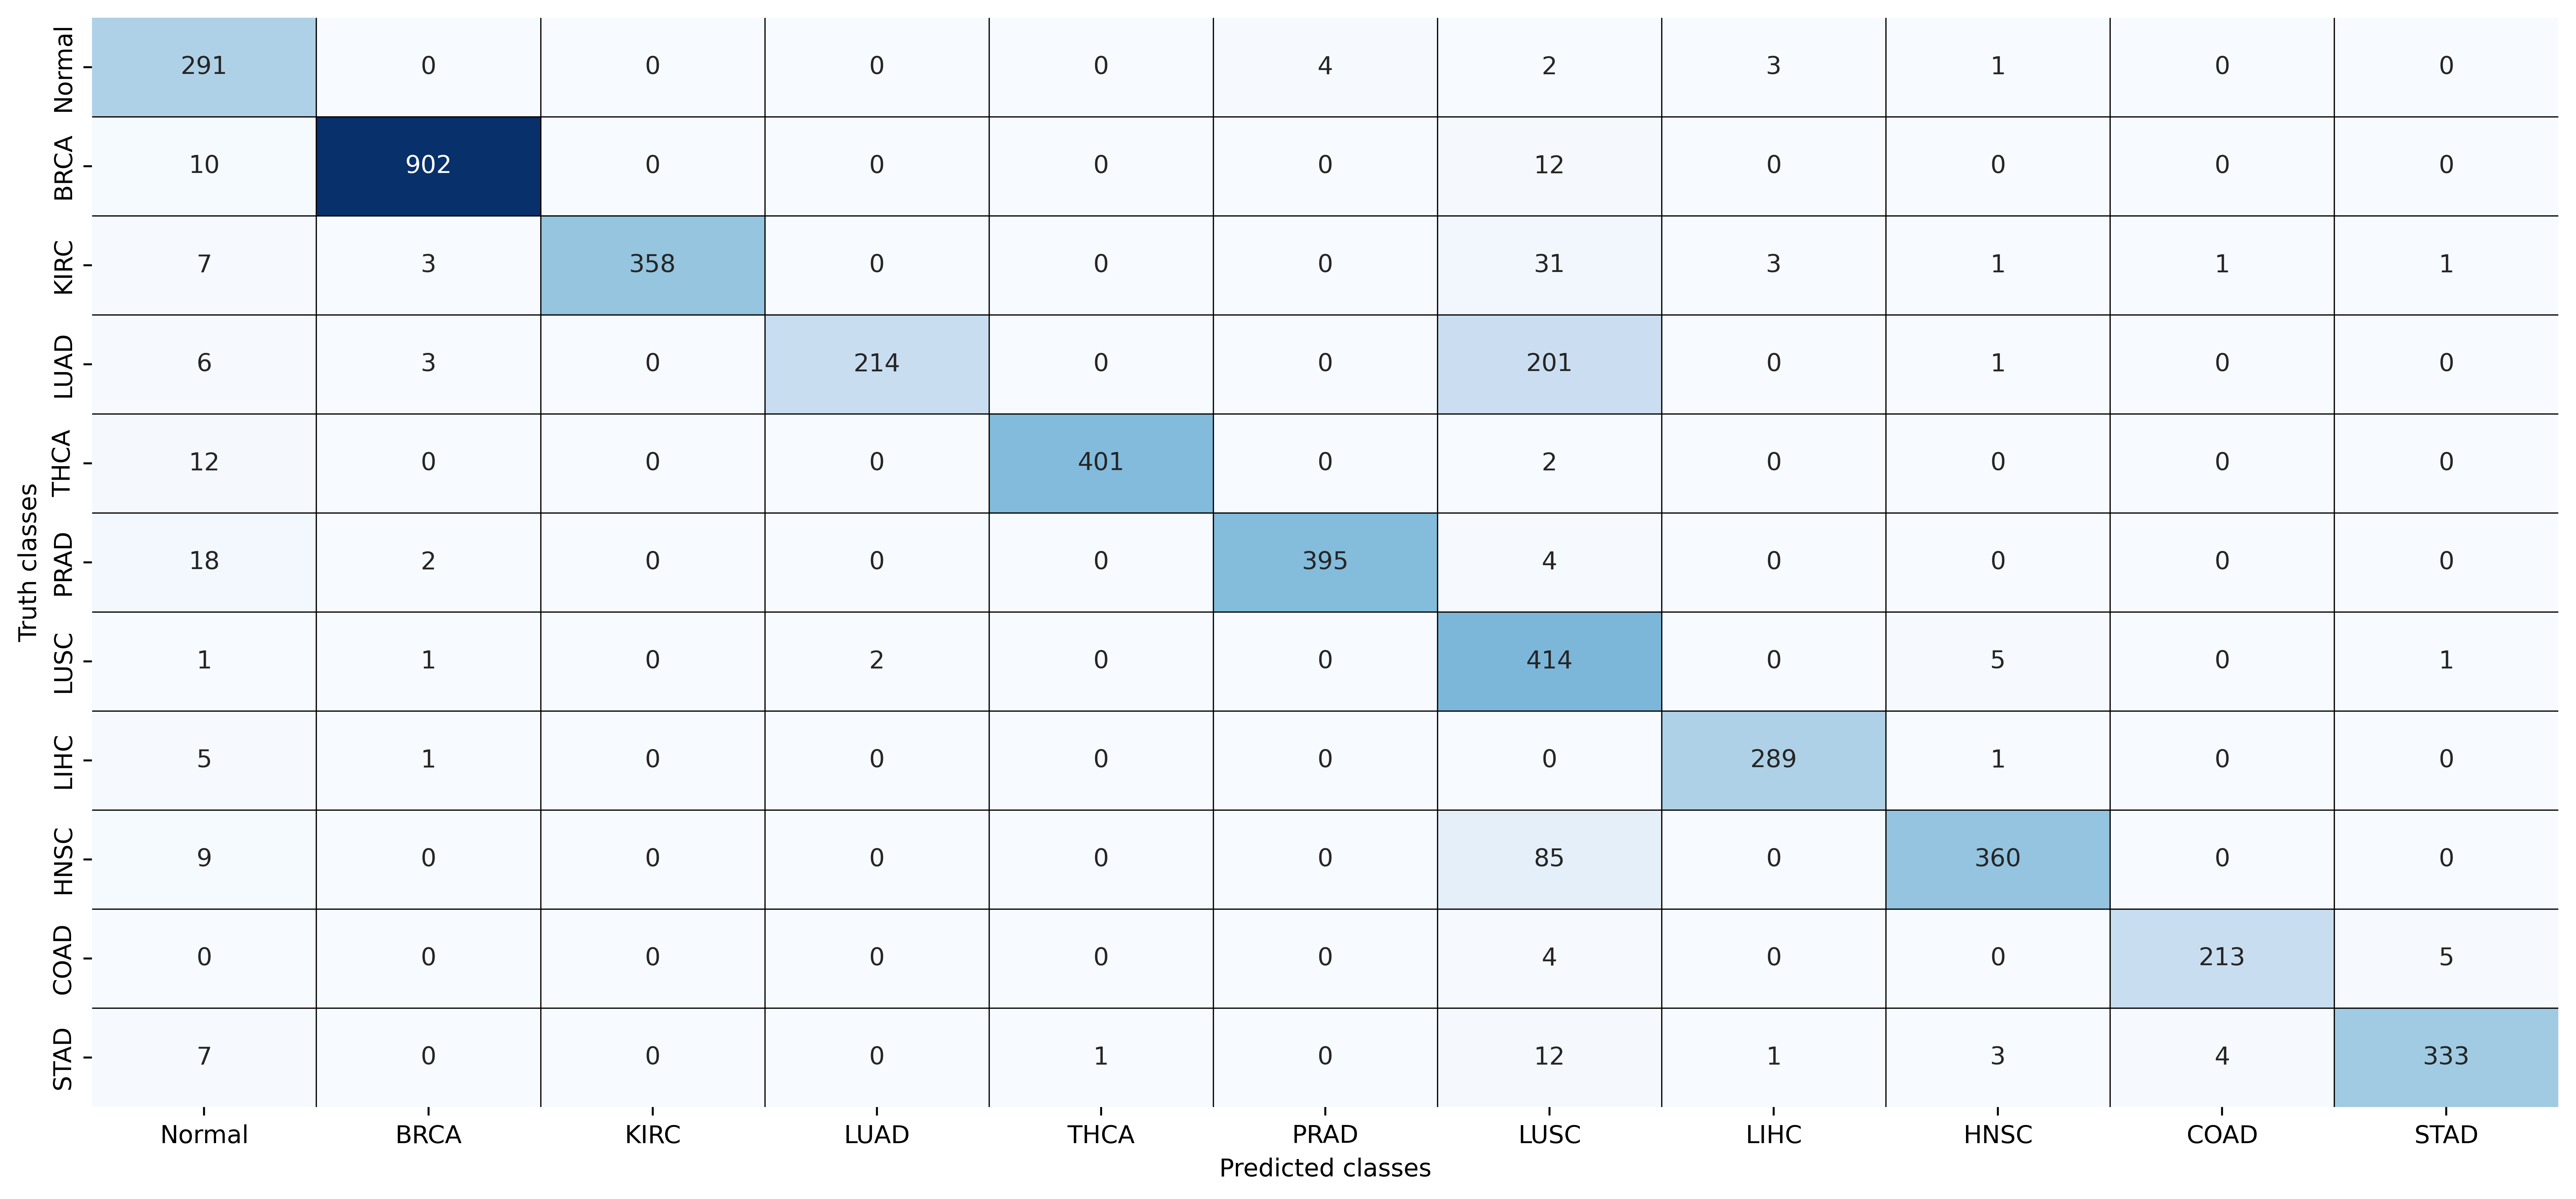 Truth classes
Normal 291 0 0 0 0 4 2 3 1 0 0
BRCA 10 902 0 0 0 0 12 0 0 0 0
KIRC 7 3 358 0 0 0 31 3 1 1 1
LUAD 6 3 0 214 0 0 201 0 1 0 0
THCA 12 0 0 0 401 0 2 0 0 0 0
PRAD 18 2 0 0 0 395 4 0 0 0 0
LUSC 1 1 0 2 0 0 414 0 5 0 1
LIHC 5 1 0 0 0 0 0 289 1 0 0
HNSC 9 0 0 0 0 0 85 0 360 0 0
COAD 0 0 0 0 0 0 4 0 0 213 5
STAD 7 0 0 0 1 0 12 1 3 4 333
Normal BRCA KIRC LUAD THCA PRAD LUSC LIHC HNSC COAD STAD
Predicted classes